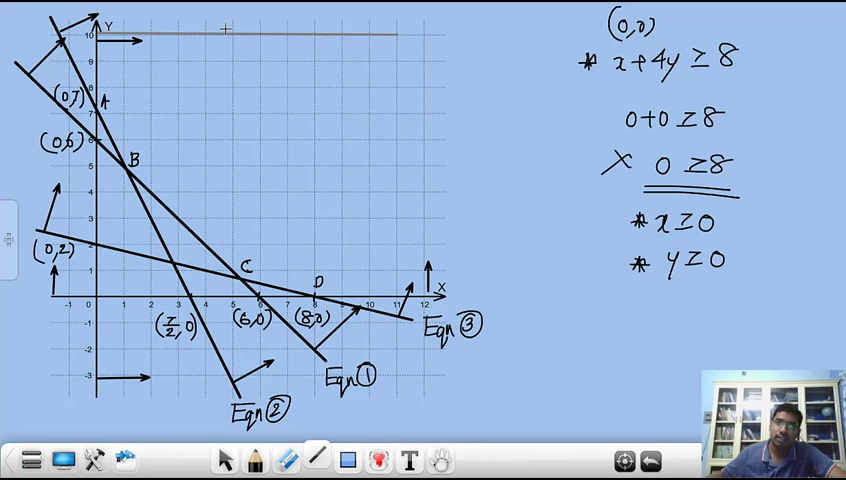 Y
10
9
8
7
6
5
4
3
2
1
-1 0 1 2 3 4 5 6 7 8 9 10 11 12 X
-1
-2
-3
(0,7) A
(0,6)
B
(0,2)
C
D
(7/2, 0)
(6,0)
(8,0)
Eqn ③
Eqn ①
Eqn ②
(0,0)
* x+4y ≥ 8
0+0 ≥ 8
X 0 ≥ 8
* x ≥ 0
* y ≥ 0
T